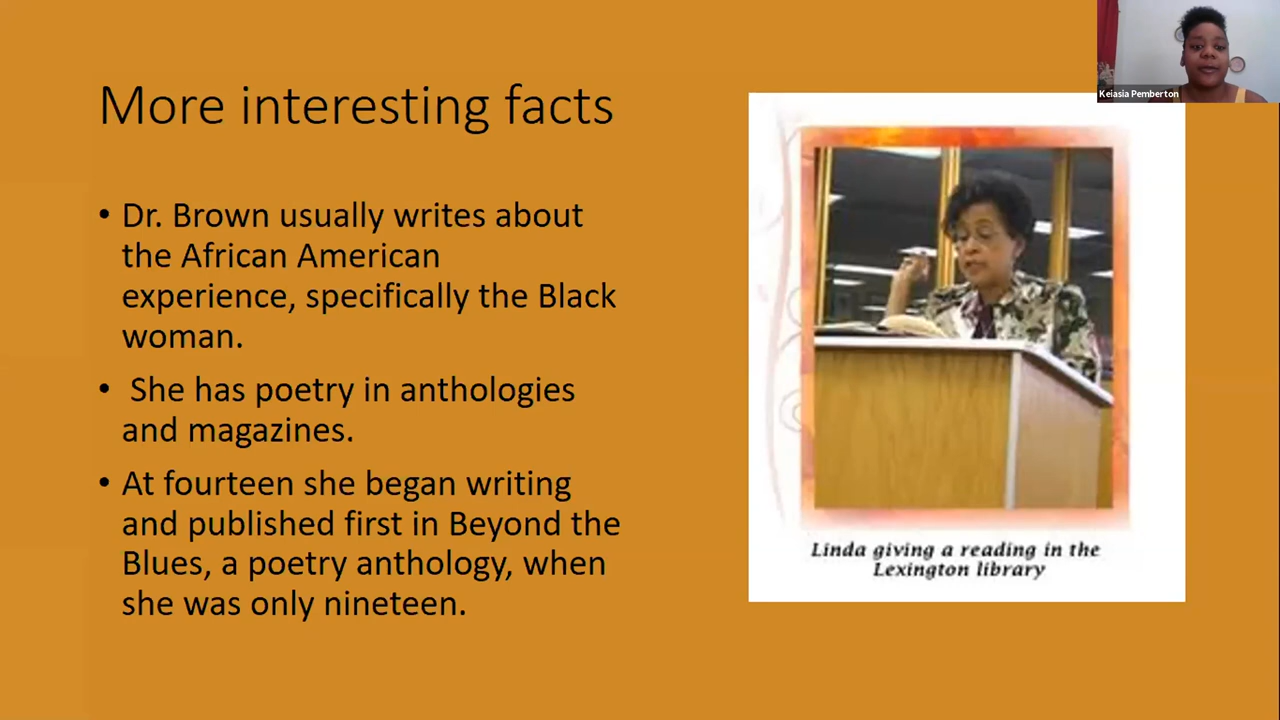 More interesting facts
• Dr. Brown usually writes about
the African American
experience, specifically the Black
woman.
• She has poetry in anthologies
and magazines.
• At fourteen she began writing
and published first in Beyond the
Blues, a poetry anthology, when
she was only nineteen.
Keiasia Pemberton
Linda giving a reading in the
Lexington library